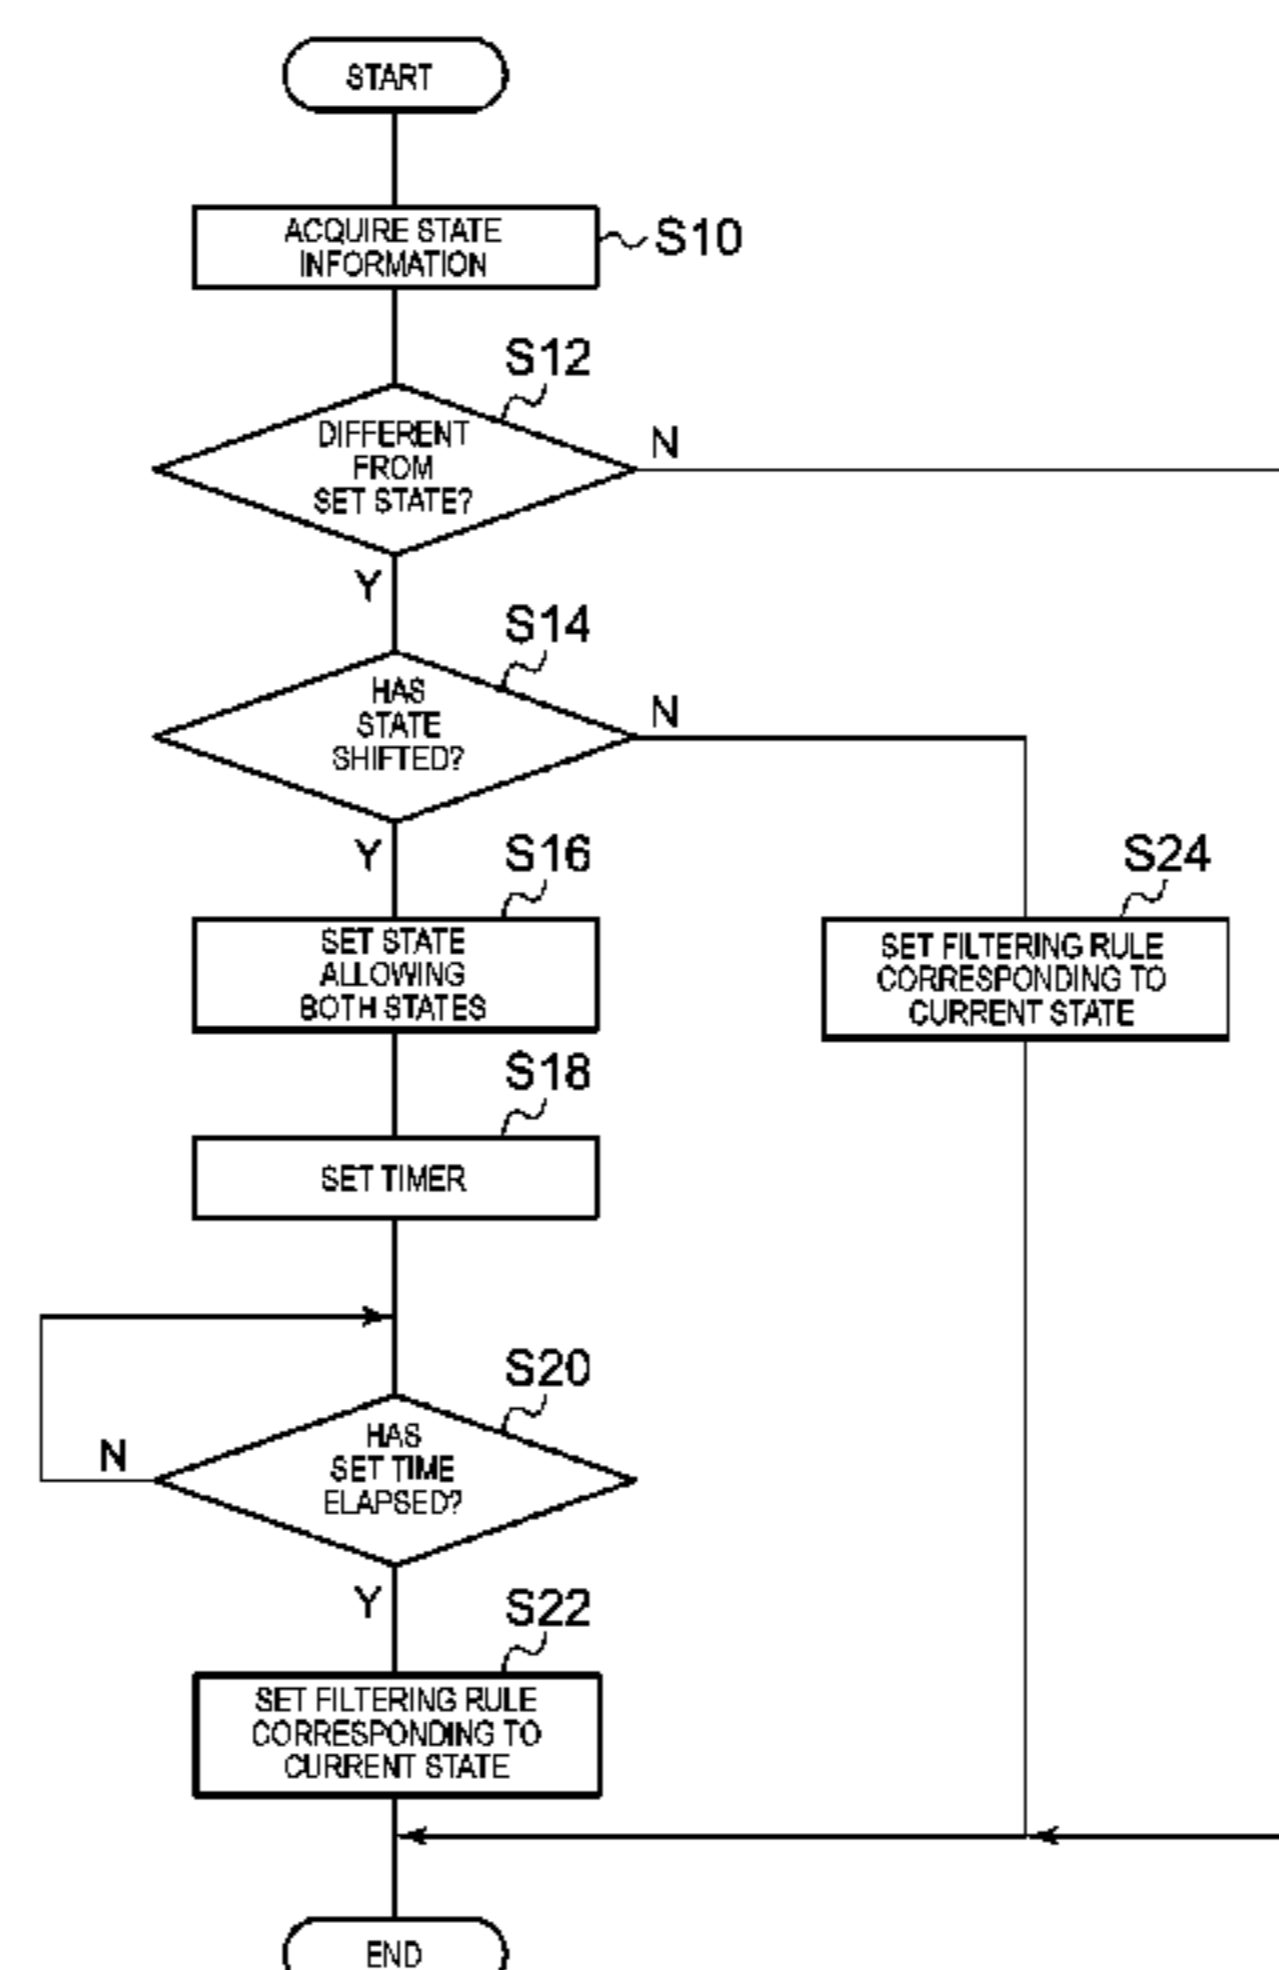 START
ACQUIRE STATE
INFORMATION
S10
S12
DIFFERENT
FROM
SET STATE?
N
Y
S14
HAS
STATE
SHIFTED?
N
Y
S16
SET STATE
ALLOWING
BOTH STATES
S24
SET FILTERING RULE
CORRESPONDING TO
CURRENT STATE
S18
SET TIMER
S20
HAS
SET TIME
ELAPSED?
N
Y
S22
SET FILTERING RULE
CORRESPONDING TO
CURRENT STATE
END